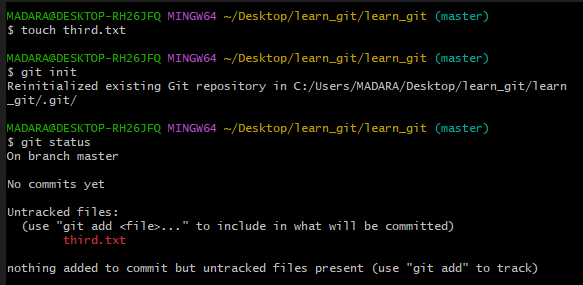 MADARA@DESKTOP-RH26JFQ MINGW64 ~/Desktop/learn_git/learn_git (master)
$ touch third.txt
MADARA@DESKTOP-RH26JFQ MINGW64 ~/Desktop/learn_git/learn_git (master)
$ git init
Reinitialized existing Git repository in C:/Users/MADARA/Desktop/learn_git/learn
_git/.git/
MADARA@DESKTOP-RH26JFQ MINGW64 ~/Desktop/learn_git/learn_git (master)
$ git status
On branch master
No commits yet
Untracked files:
  (use "git add <file>..." to include in what will be committed)
        third.txt
nothing added to commit but untracked files present (use "git add" to track)